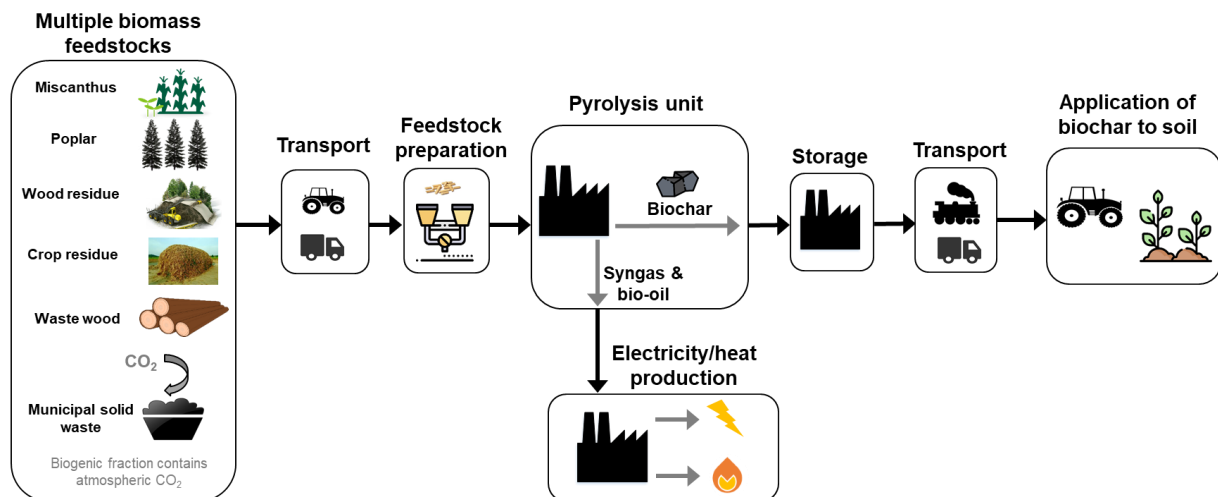 Multiple biomass
feedstocks
Miscanthus
Poplar
Wood residue
Crop residue
Waste wood
CO₂
Municipal solid
waste
Biogenic fraction contains
atmospheric CO₂
Transport
Feedstock
preparation
Pyrolysis unit
Biochar
Syngas &
bio-oil
Electricity/heat
production
Storage
Transport
Application of
biochar to soil